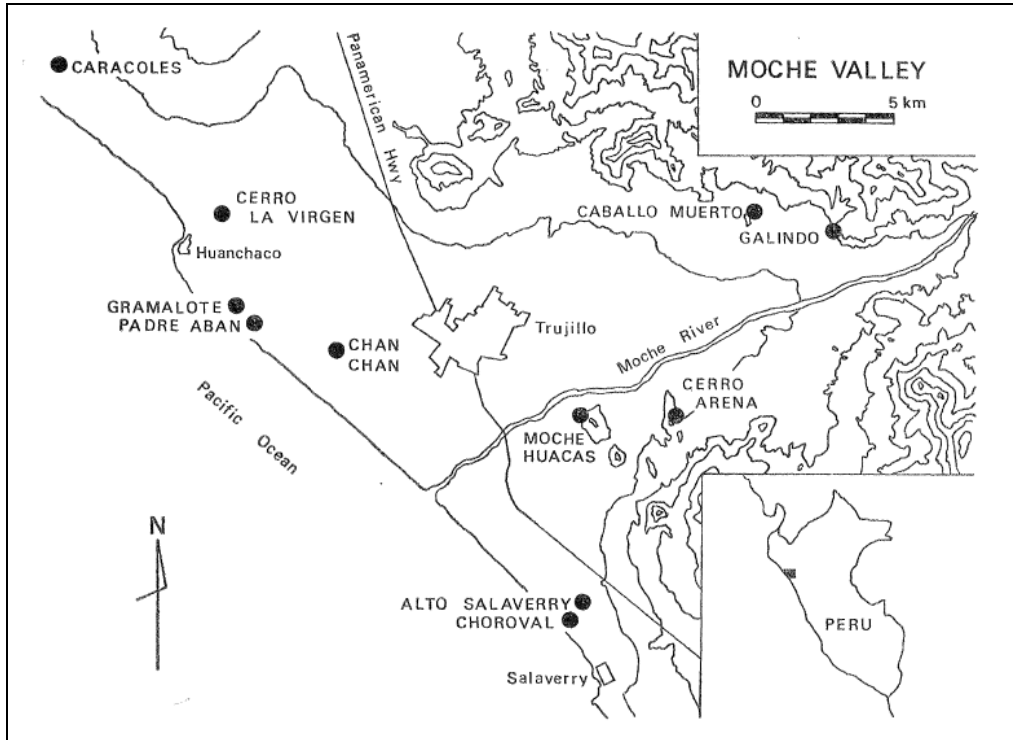 MOCHE VALLEY
0 5 km
CARACOLES
Panamerican Hwy
CERRO
LA VIRGEN
Huanchaco
CABALLO MUERTO
GALINDO
GRAMALOTE
PADRE ABAN
CHAN
CHAN
Trujillo
Moche River
CERRO
ARENA
MOCHE
HUACAS
Pacific Ocean
N
ALTO SALAVERRY
CHOROVAL
Salaverry
PERU